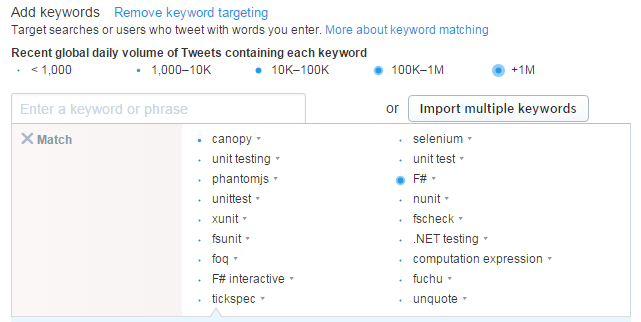 Add keywords Remove keyword targeting
Target searches or users who tweet with words you enter. More about keyword matching
Recent global daily volume of Tweets containing each keyword
< 1,000 1,000–10K 10K–100K 100K–1M +1M
Enter a keyword or phrase or Import multiple keywords
Match
canopy selenium
unit testing unit test
phantomjs F#
unittest nunit
xunit fscheck
fsunit .NET testing
foq computation expression
F# interactive fuchu
tickspec unquote